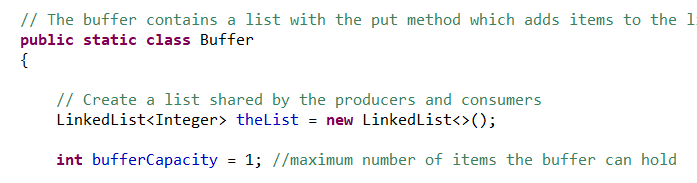 // The buffer contains a list with the put method which adds items to the
public static class Buffer
{
// Create a list shared by the producers and consumers
LinkedList<Integer> theList = new LinkedList<>();
int bufferCapacity = 1; //maximum number of items the buffer can hold